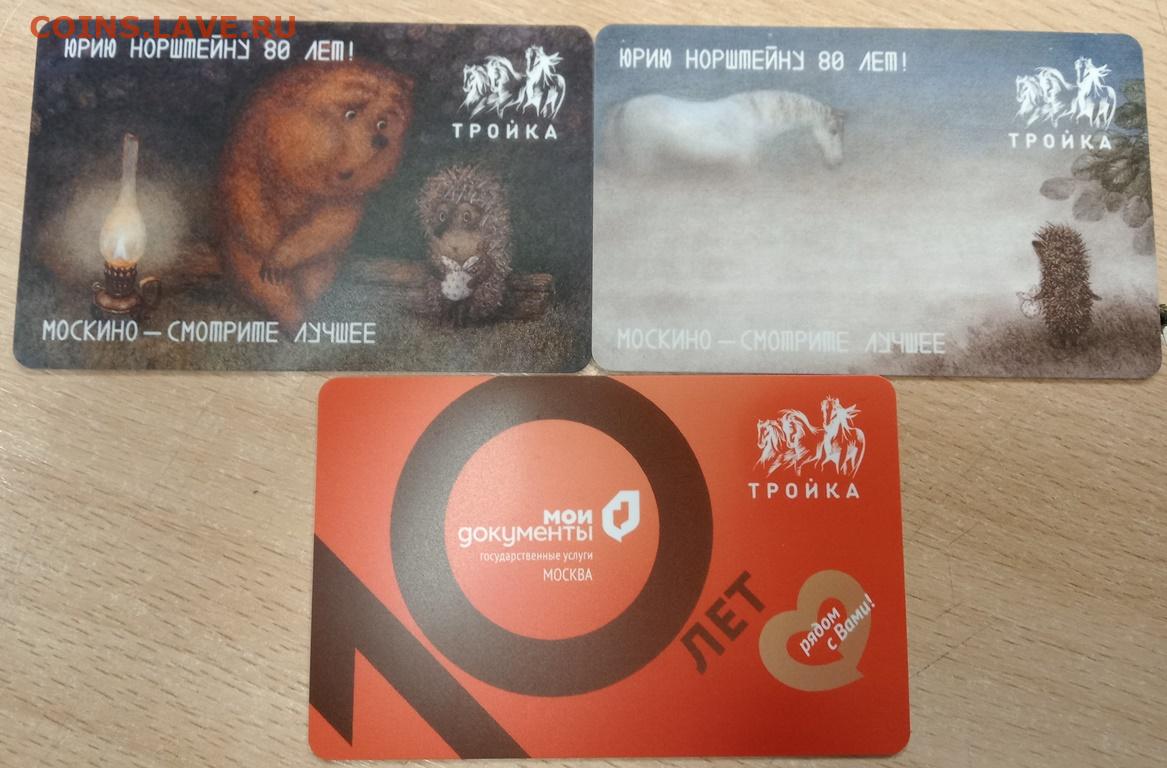 COINS.LAVE.RU
ЮРИЮ НОРШТЕЙНУ 80 ЛЕТ!
ТРОЙКА
МОСКИНО — СМОТРИТЕ ЛУЧШЕЕ
ЮРИЮ НОРШТЕЙНУ 80 ЛЕТ!
ТРОЙКА
МОСКИНО — СМОТРИТЕ ЛУЧШЕЕ
ТРОЙКА
10
мои
документы
государственные услуги
МОСКВА
ЛЕТ
рядом
с Вами!